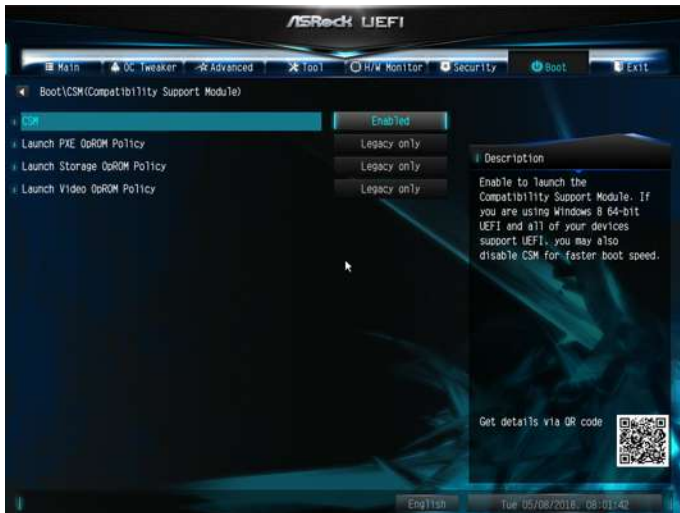 ASRock UEFI
Main OC Tweaker Advanced Tool H/W Monitor Security Boot Exit
Boot\CSM(Compatibility Support Module)
CSM Enabled
Launch PXE OpROM Policy Legacy only
Launch Storage OpROM Policy Legacy only
Launch Video OpROM Policy Legacy only
Description
Enable to launch the
Compatibility Support Module. If
you are using Windows 8 64-bit
UEFI and all of your devices
support UEFI, you may also
disable CSM for faster boot speed.
Get details via QR code
English Tue 05/08/2018, 08:01:42